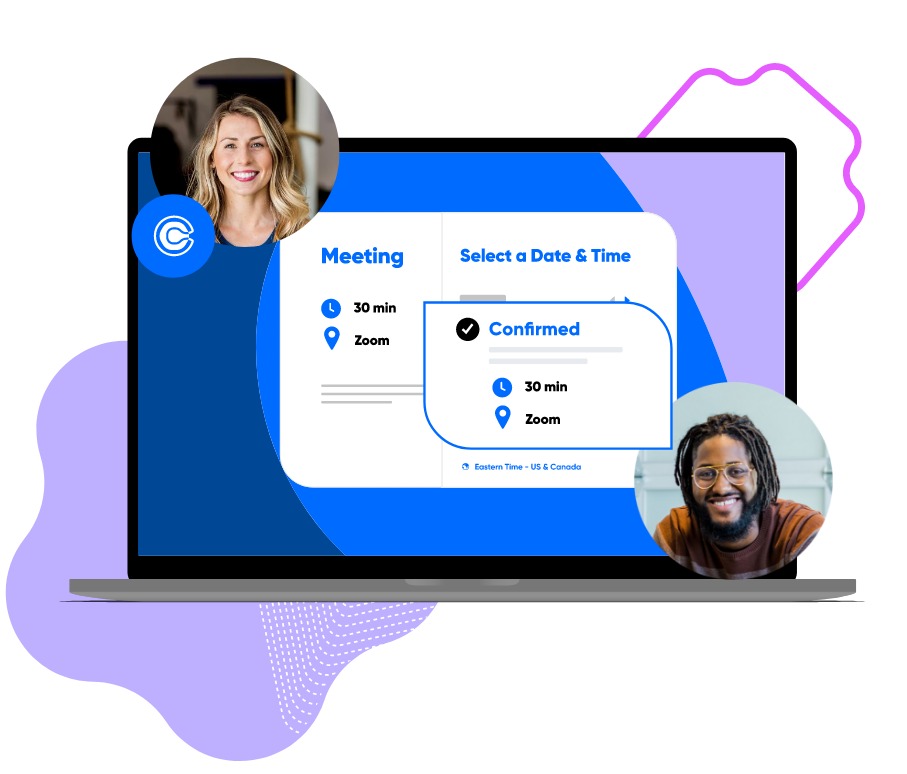 Meeting
30 min
Zoom
Select a Date & Time
Confirmed
30 min
Zoom
Eastern Time - US & Canada